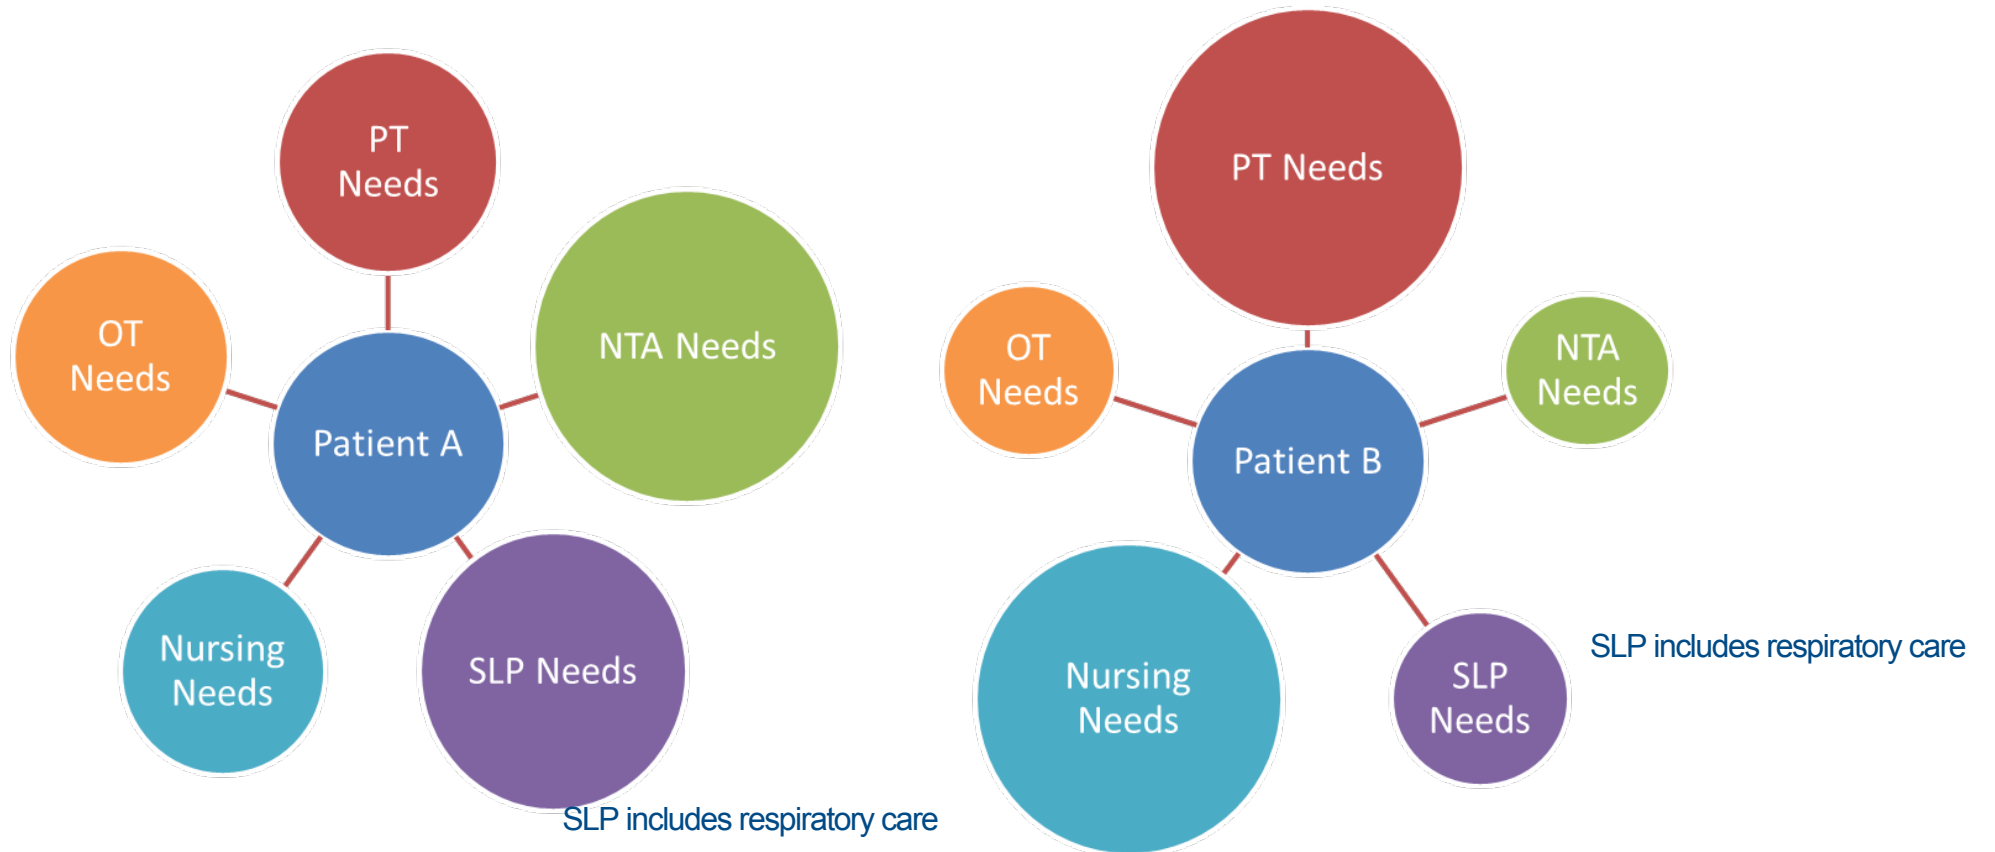 PT
Needs
NTA Needs
OT
Needs
Patient A
Nursing
Needs
SLP Needs
SLP includes respiratory care
PT Needs
OT
Needs
NTA
Needs
Patient B
Nursing
Needs
SLP
Needs
SLP includes respiratory care